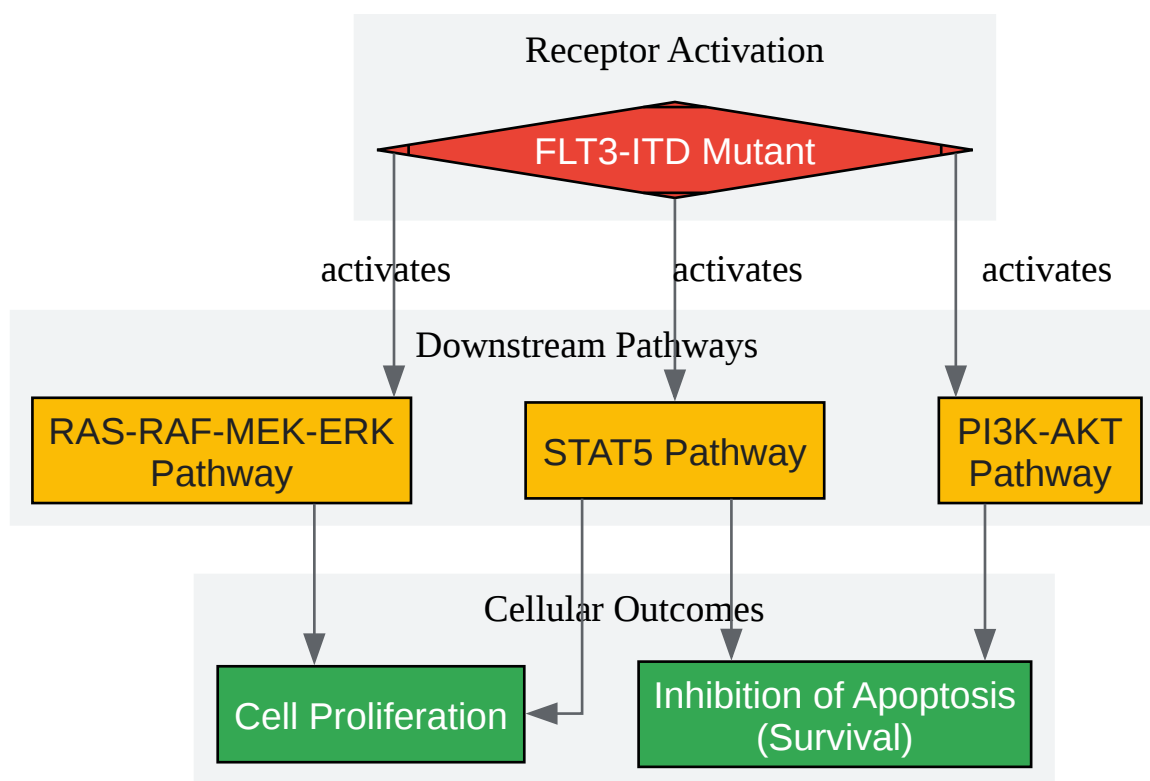 Receptor Activation
FLT3-ITD Mutant
activates
activates
activates
Downstream Pathways
RAS-RAF-MEK-ERK
Pathway
STAT5 Pathway
PI3K-AKT
Pathway
Cellular Outcomes
Cell Proliferation
Inhibition of Apoptosis
(Survival)